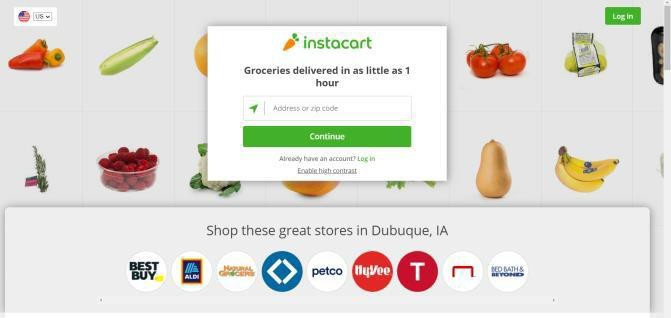 US
Log in
instacart
Groceries delivered in as little as 1
hour
Address or zip code
Continue
Already have an account? Log in
Enable high contrast
Shop these great stores in Dubuque, IA
BEST
BUY
ALDI
NATURAL
GROCERS
petco
HyVee
T
BED BATH &
BEYOND